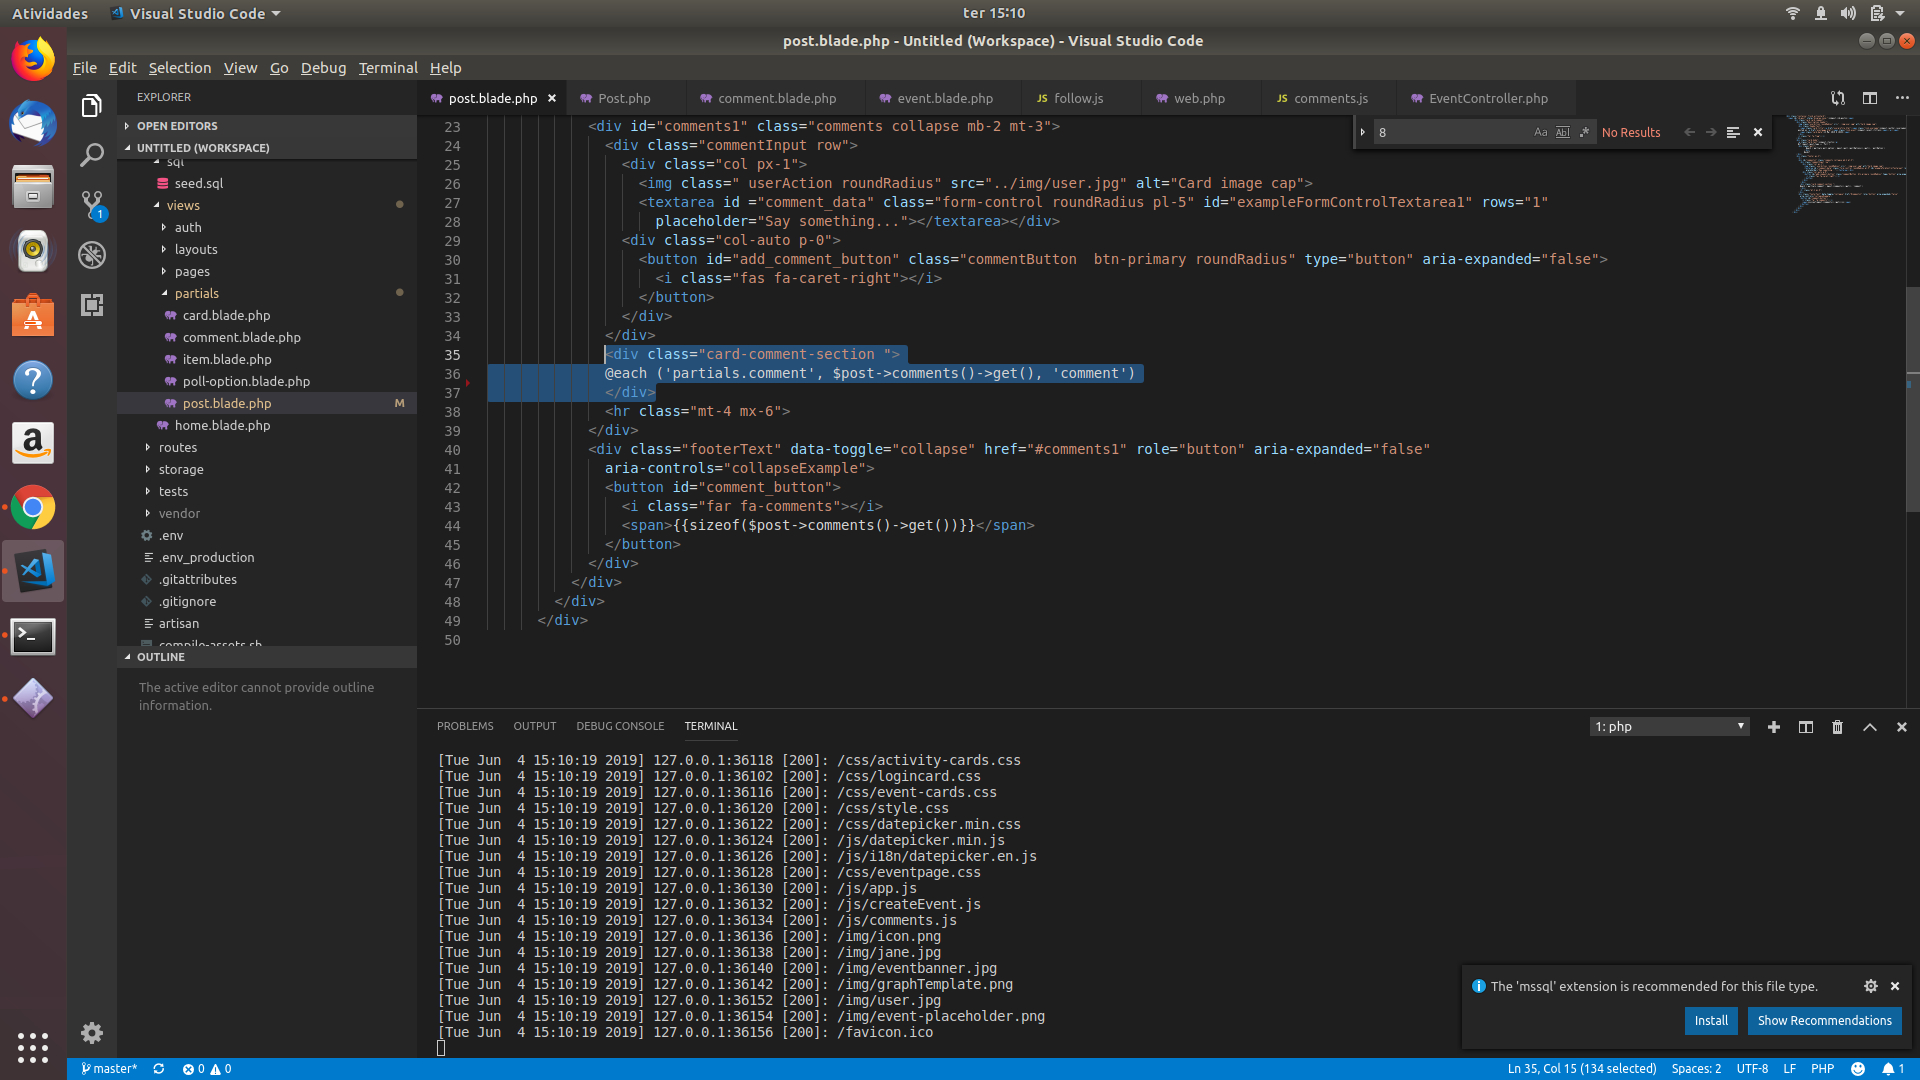 Atividades
Visual Studio Code
ter 15:10
post.blade.php - Untitled (Workspace) - Visual Studio Code
File Edit Selection View Go Debug Terminal Help
EXPLORER
OPEN EDITORS
UNTITLED (WORKSPACE)
sql
seed.sql
views
auth
layouts
pages
partials
card.blade.php
comment.blade.php
item.blade.php
poll-option.blade.php
post.blade.php M
home.blade.php
routes
storage
tests
vendor
.env
.env_production
.gitattributes
.gitignore
artisan
compile-assets.sh
OUTLINE
The active editor cannot provide outline
information.
1
post.blade.php
Post.php
comment.blade.php
event.blade.php
JS follow.js
web.php
JS comments.js
EventController.php
8 Aa Abl .* No Results
23 <div id="comments1" class="comments collapse mb-2 mt-3">
24 <div class="commentInput row">
25 <div class="col px-1">
26 <img class=" userAction roundRadius" src="../img/user.jpg" alt="Card image cap">
27 <textarea id ="comment_data" class="form-control roundRadius pl-5" id="exampleFormControlTextarea1" rows="1"
28 placeholder="Say something..."></textarea></div>
29 <div class="col-auto p-0">
30 <button id="add_comment_button" class="commentButton  btn-primary roundRadius" type="button" aria-expanded="false">
31 <i class="fas fa-caret-right"></i>
32 </button>
33 </div>
34 </div>
35 <div class="card-comment-section ">
36 @each ('partials.comment', $post->comments()->get(), 'comment')
37 </div>
38 <hr class="mt-4 mx-6">
39 </div>
40 <div class="footerText" data-toggle="collapse" href="#comments1" role="button" aria-expanded="false"
41 aria-controls="collapseExample">
42 <button id="comment_button">
43 <i class="far fa-comments"></i>
44 <span>{{sizeof($post->comments()->get())}}</span>
45 </button>
46 </div>
47 </div>
48 </div>
49 </div>
50
PROBLEMS OUTPUT DEBUG CONSOLE TERMINAL
1: php
[Tue Jun  4 15:10:19 2019] 127.0.0.1:36118 [200]: /css/activity-cards.css
[Tue Jun  4 15:10:19 2019] 127.0.0.1:36102 [200]: /css/logincard.css
[Tue Jun  4 15:10:19 2019] 127.0.0.1:36116 [200]: /css/event-cards.css
[Tue Jun  4 15:10:19 2019] 127.0.0.1:36120 [200]: /css/style.css
[Tue Jun  4 15:10:19 2019] 127.0.0.1:36122 [200]: /css/datepicker.min.css
[Tue Jun  4 15:10:19 2019] 127.0.0.1:36124 [200]: /js/datepicker.min.js
[Tue Jun  4 15:10:19 2019] 127.0.0.1:36126 [200]: /js/i18n/datepicker.en.js
[Tue Jun  4 15:10:19 2019] 127.0.0.1:36128 [200]: /css/eventpage.css
[Tue Jun  4 15:10:19 2019] 127.0.0.1:36130 [200]: /js/app.js
[Tue Jun  4 15:10:19 2019] 127.0.0.1:36132 [200]: /js/createEvent.js
[Tue Jun  4 15:10:19 2019] 127.0.0.1:36134 [200]: /js/comments.js
[Tue Jun  4 15:10:19 2019] 127.0.0.1:36136 [200]: /img/icon.png
[Tue Jun  4 15:10:19 2019] 127.0.0.1:36138 [200]: /img/jane.jpg
[Tue Jun  4 15:10:19 2019] 127.0.0.1:36140 [200]: /img/eventbanner.jpg
[Tue Jun  4 15:10:19 2019] 127.0.0.1:36142 [200]: /img/graphTemplate.png
[Tue Jun  4 15:10:19 2019] 127.0.0.1:36152 [200]: /img/user.jpg
[Tue Jun  4 15:10:19 2019] 127.0.0.1:36154 [200]: /img/event-placeholder.png
[Tue Jun  4 15:10:19 2019] 127.0.0.1:36156 [200]: /favicon.ico
The 'mssql' extension is recommended for this file type.
Install
Show Recommendations
master* 0 0
Ln 35, Col 15 (134 selected) Spaces: 2 UTF-8 LF PHP 1